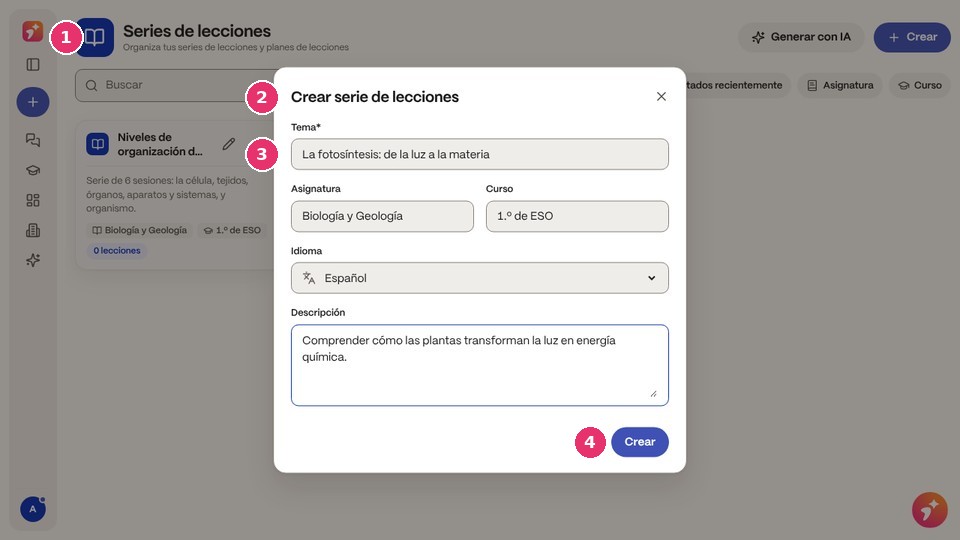 1
Series de lecciones
Organiza tus series de lecciones y planes de lecciones
Generar con IA
Crear
Buscar
tados recientemente
Asignatura
Curso
Niveles de
organización d...
Serie de 6 sesiones: la célula, tejidos,
órganos, aparatos y sistemas, y
organismo.
Biología y Geología
1.º de ESO
0 lecciones
2
Crear serie de lecciones
Tema*
3
La fotosíntesis: de la luz a la materia
Asignatura
Curso
Biología y Geología
1.º de ESO
Idioma
Español
Descripción
Comprender cómo las plantas transforman la luz en energía
química.
4
Crear
A